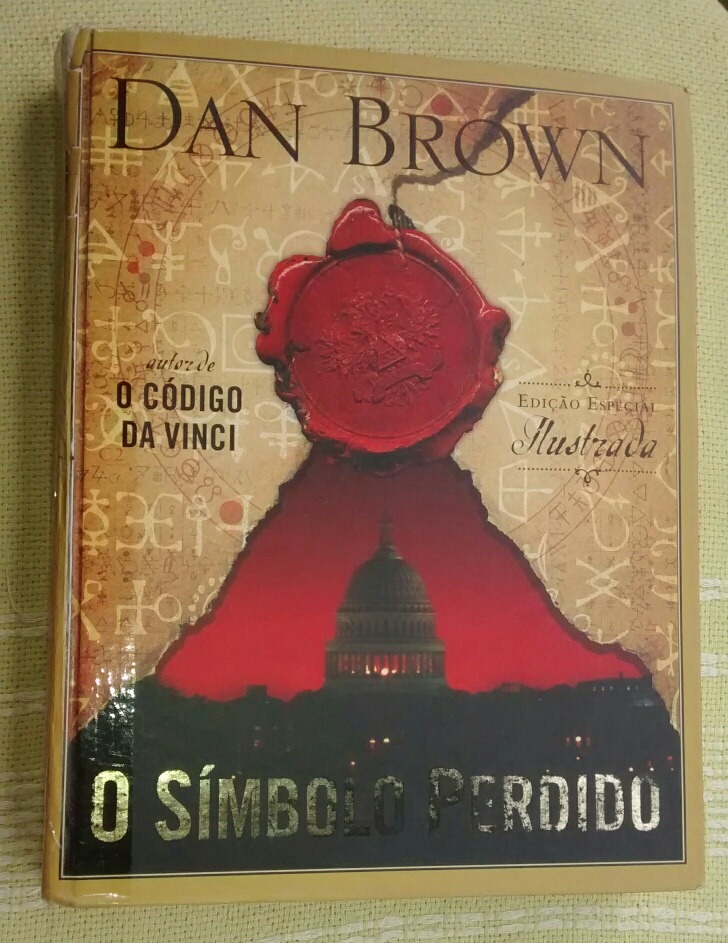 DAN BROWN
autor de
O CÓDIGO
DA VINCI
EDIÇÃO ESPECIAL
Ilustrada
O SÍMBOLO PERDIDO